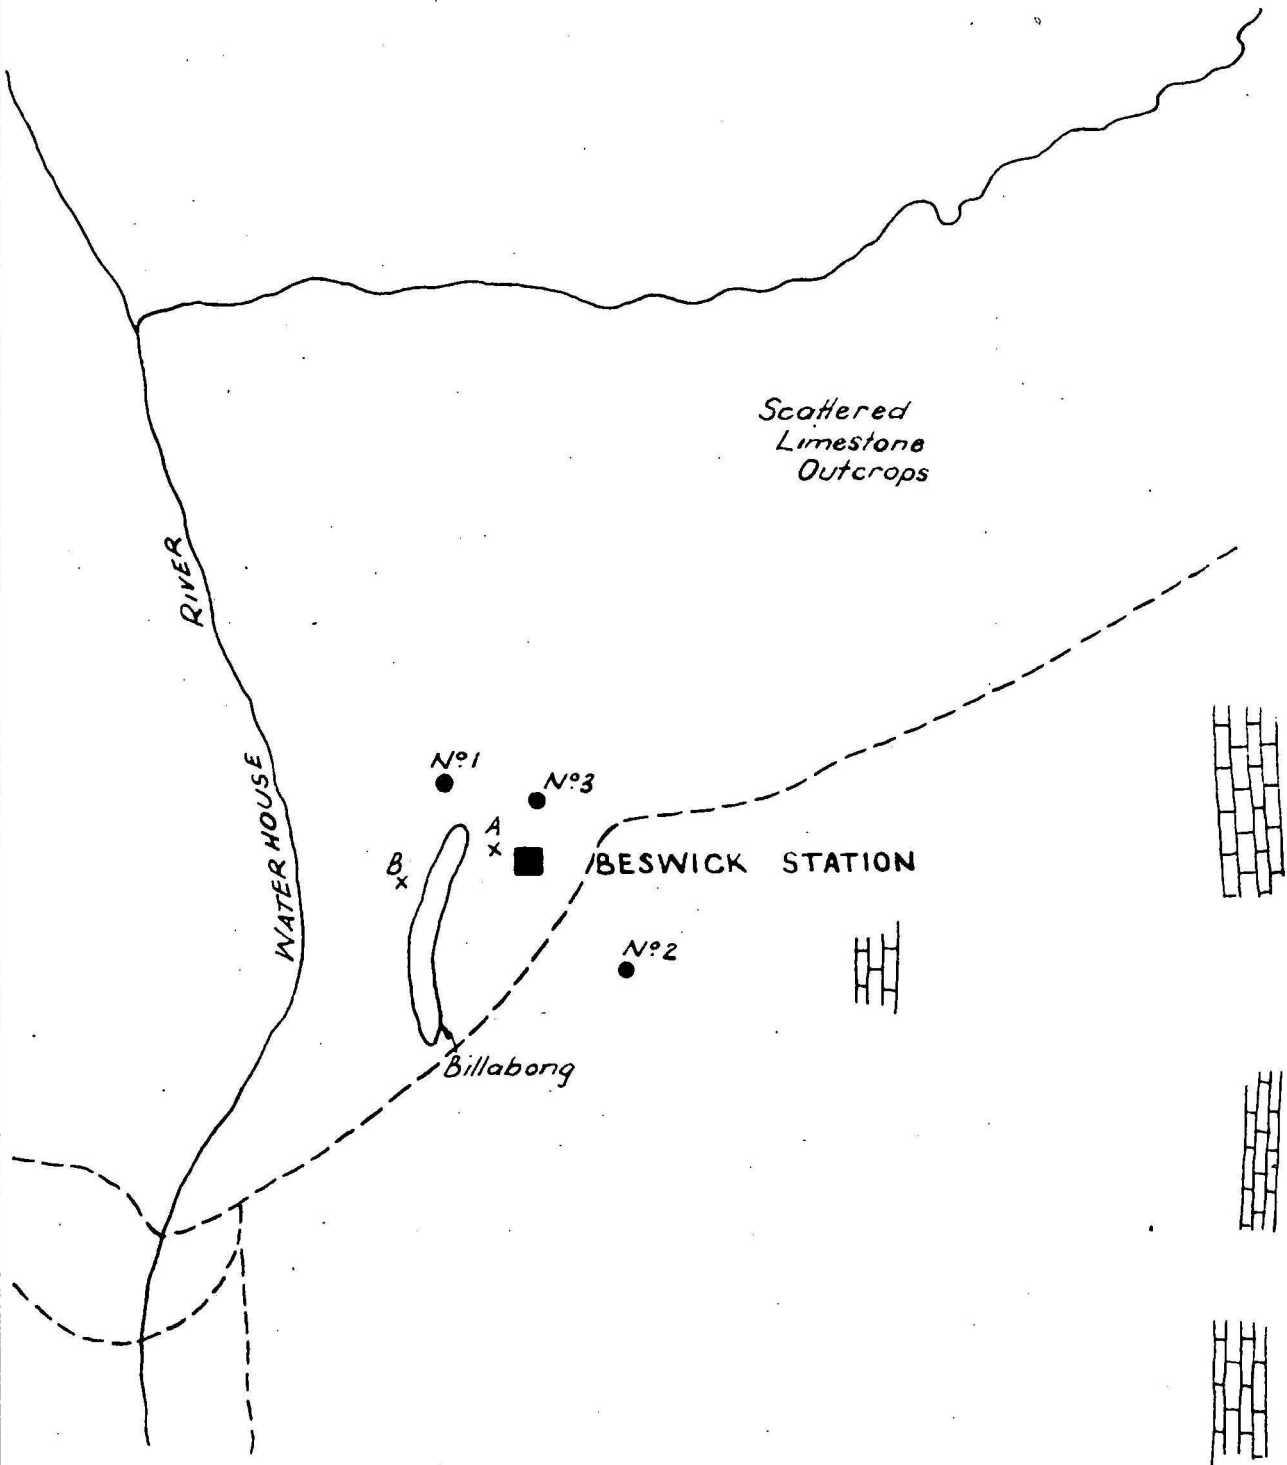 Scattered
Limestone
Outcrops
RIVER
WATERHOUSE
Nº1
Nº3
A
B
BESWICK STATION
Nº2
Billabong